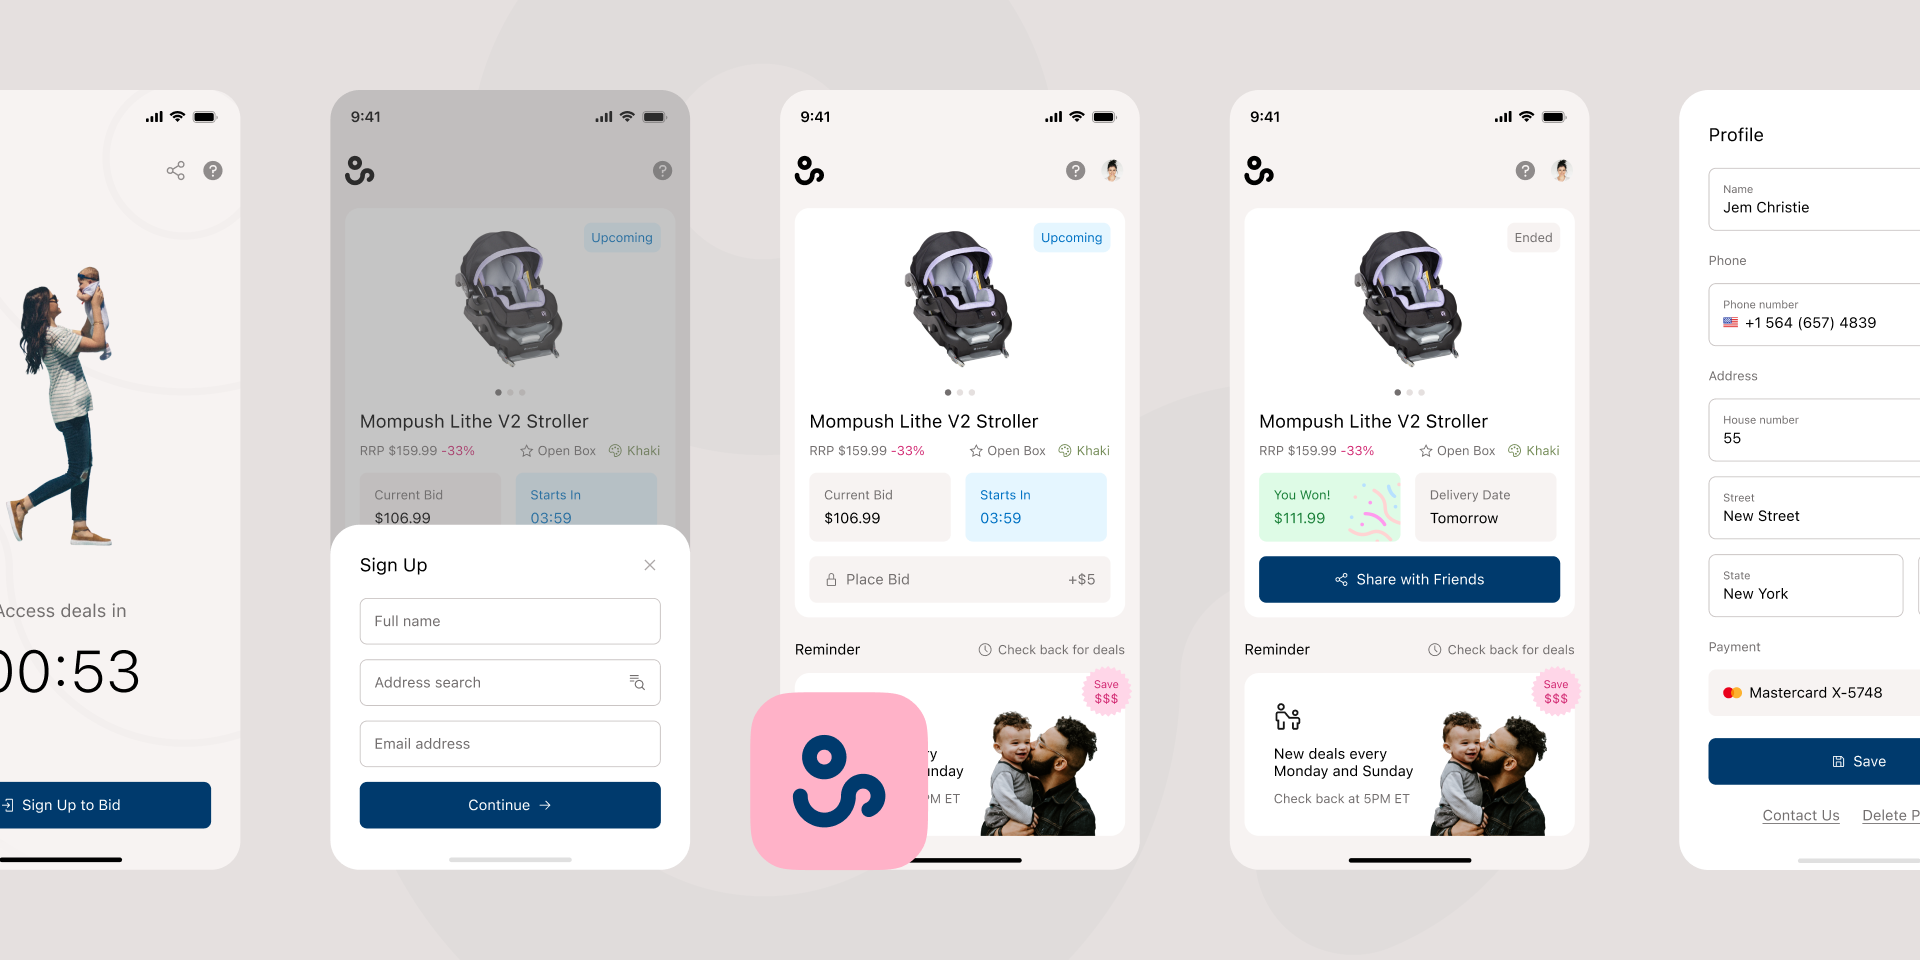 Access deals in
00:53
Sign Up to Bid
9:41
?
Upcoming
Mompush Lithe V2 Stroller
RRP $159.99 -33%
Open Box
Khaki
Current Bid
$106.99
Starts In
03:59
Sign Up
Full name
Address search
Email address
Continue →
9:41
?
Upcoming
Mompush Lithe V2 Stroller
RRP $159.99 -33%
Open Box
Khaki
Current Bid
$106.99
Starts In
03:59
Place Bid
+$5
Reminder
Check back for deals
Save
$$$
PM ET
9:41
?
Ended
Mompush Lithe V2 Stroller
RRP $159.99 -33%
Open Box
Khaki
You Won!
$111.99
Delivery Date
Tomorrow
Share with Friends
Reminder
Check back for deals
Save
$$$
New deals every
Monday and Sunday
Check back at 5PM ET
Profile
Name
Jem Christie
Phone
Phone number
+1 564 (657) 4839
Address
House number
55
Street
New Street
State
New York
Payment
Mastercard X-5748
Save
Contact Us
Delete P